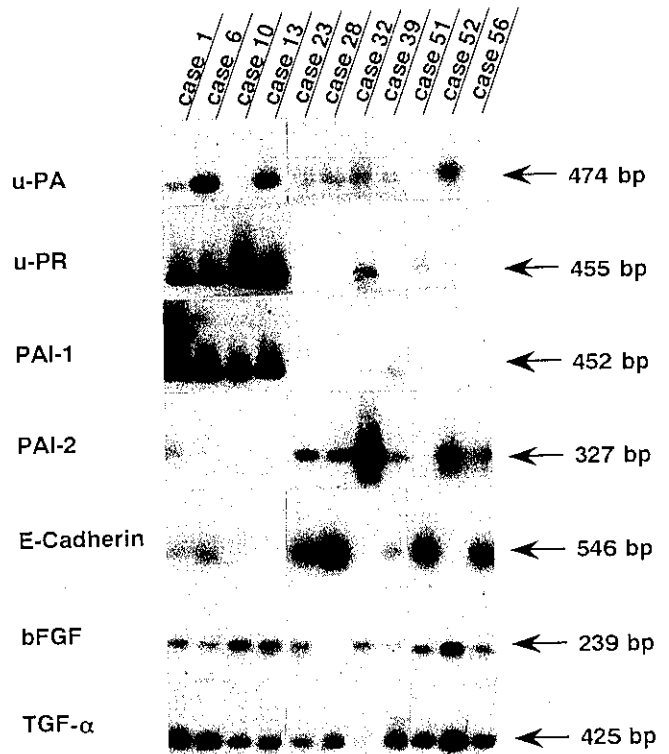 case 1
case 6
case 10
case 13
case 23
case 28
case 32
case 39
case 51
case 52
case 56
u-PA 474 bp
u-PR 455 bp
PAI-1 452 bp
PAI-2 327 bp
E-Cadherin 546 bp
bFGF 239 bp
TGF-α 425 bp